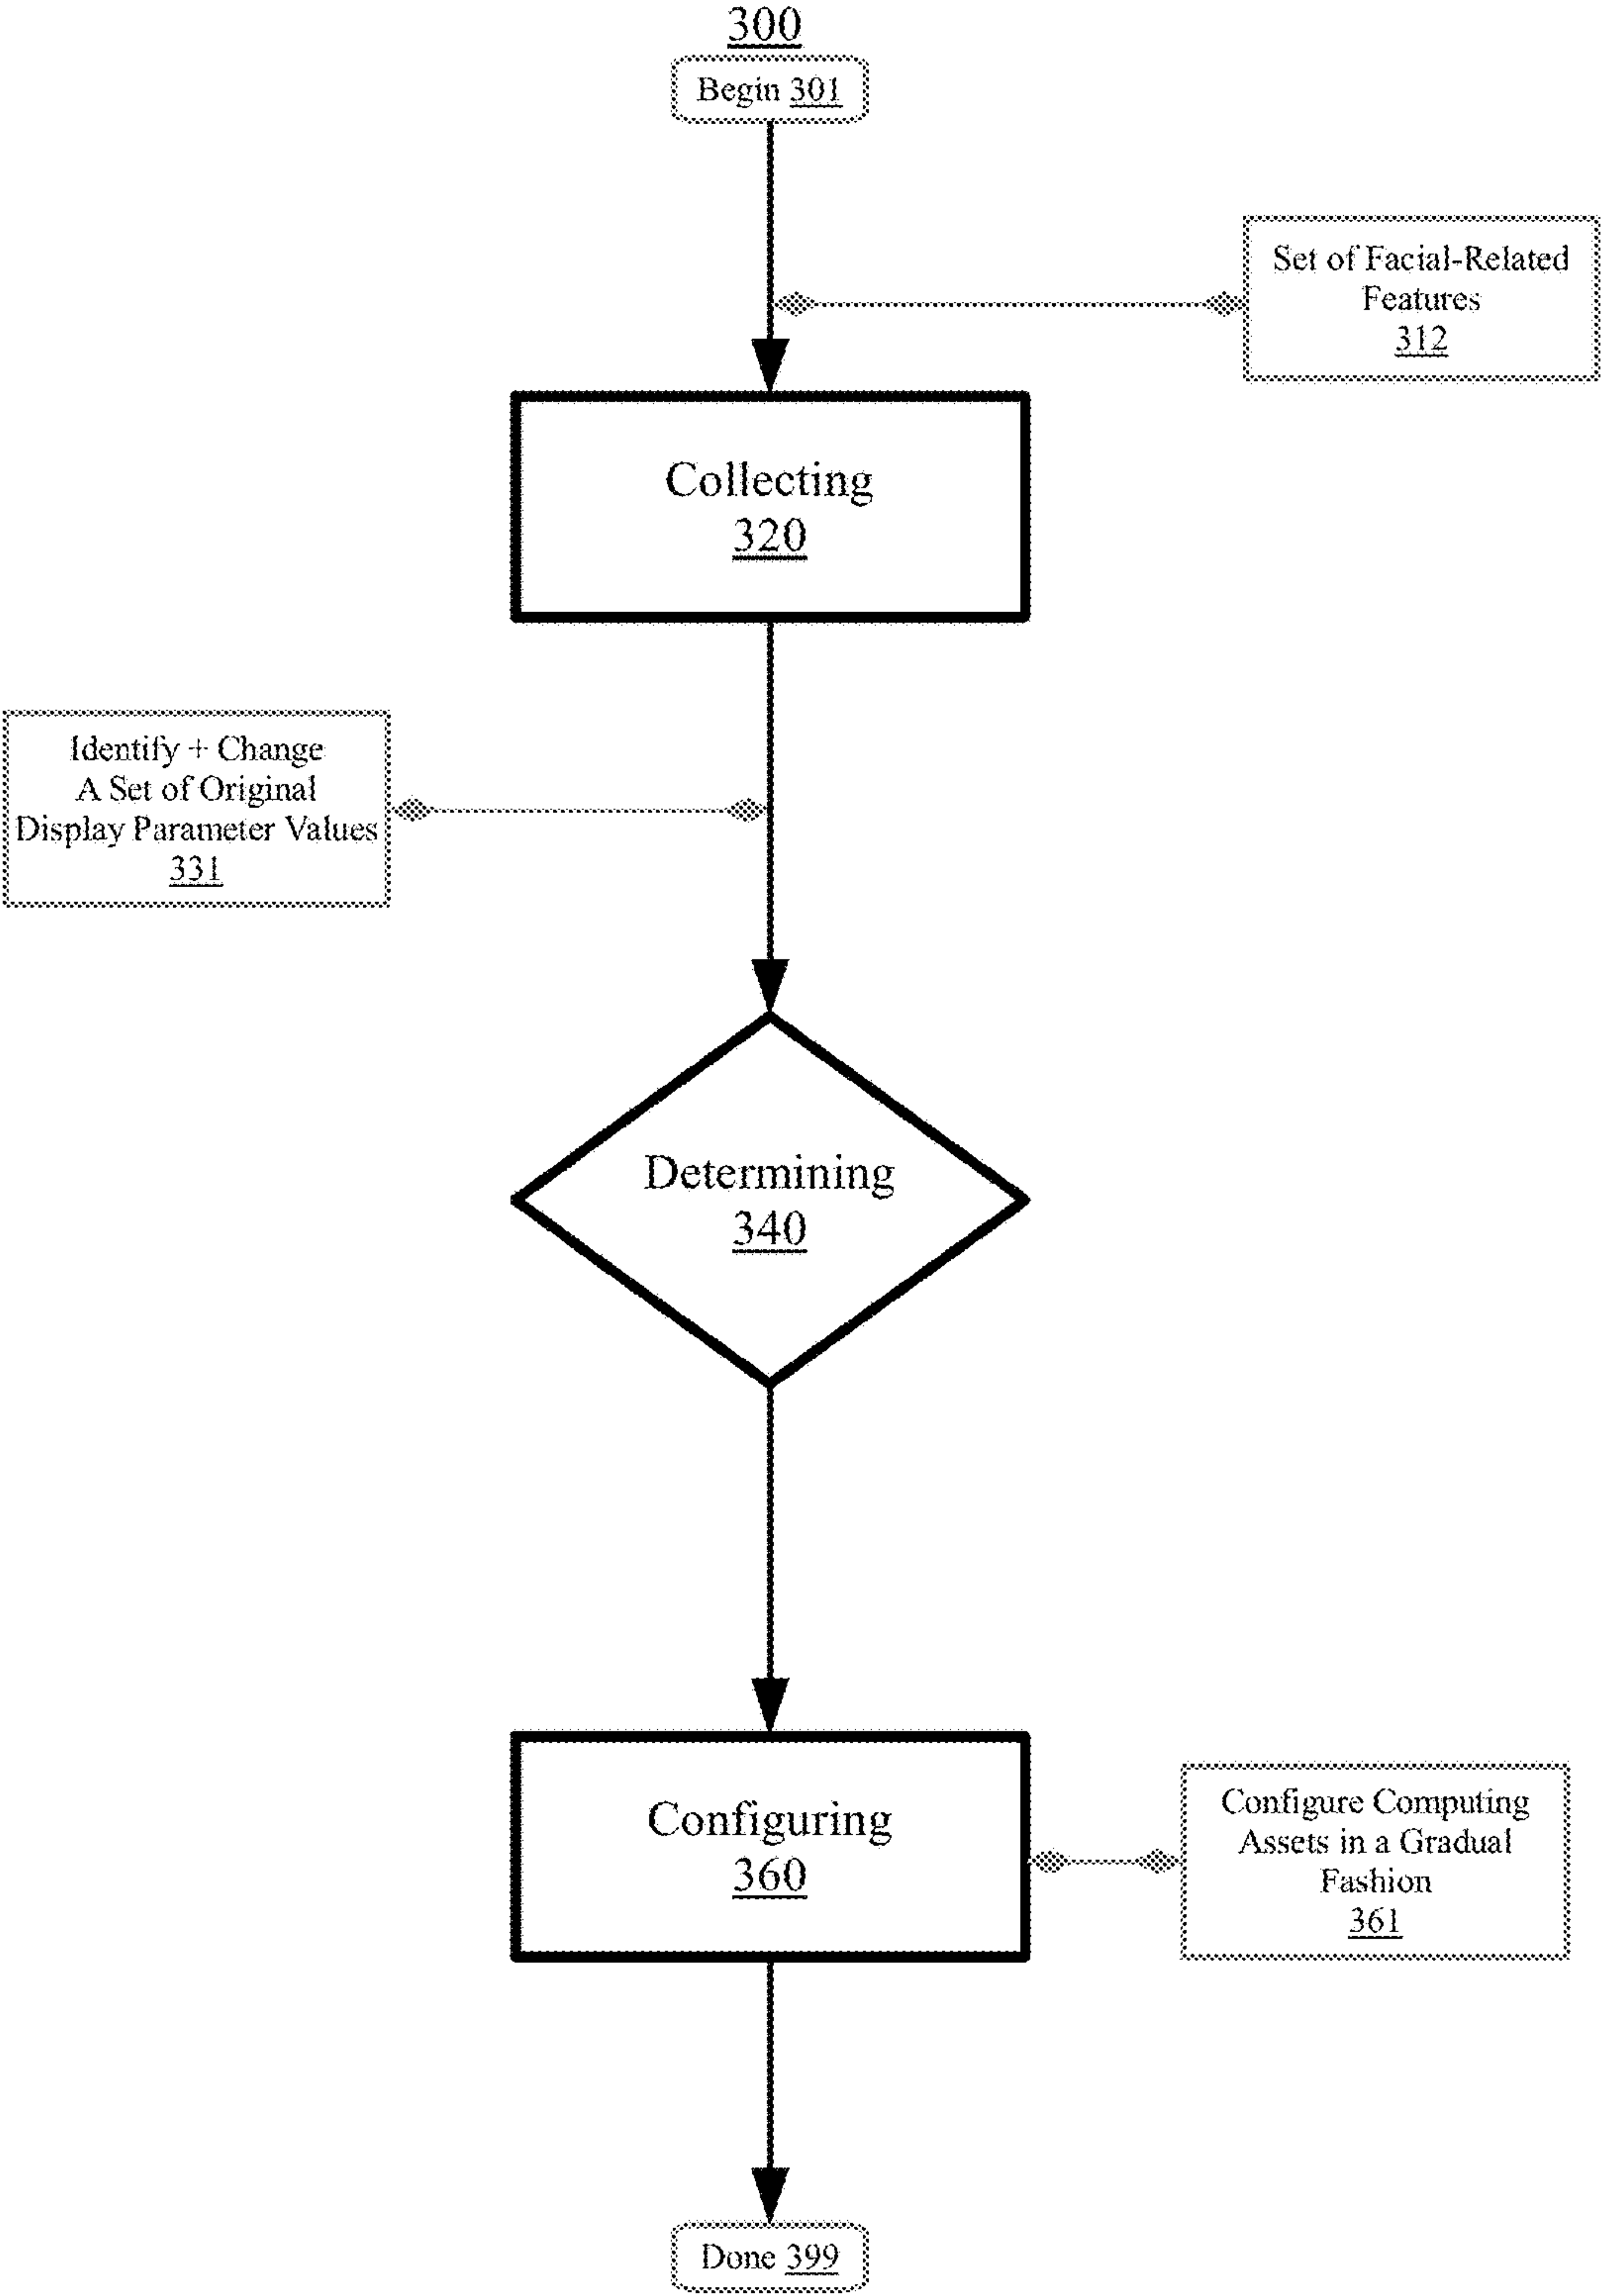 300
Begin 301
Set of Facial-Related
Features
312
Collecting
320
Identify + Change
A Set of Original
Display Parameter Values
331
Determining
340
Configuring
360
Configure Computing
Assets in a Gradual
Fashion
361
Done 399